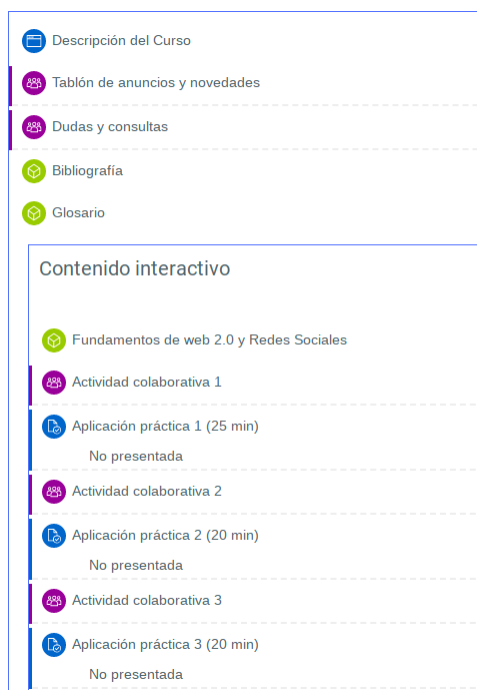 Descripción del Curso
Tablón de anuncios y novedades
Dudas y consultas
Bibliografía
Glosario
Contenido interactivo
Fundamentos de web 2.0 y Redes Sociales
Actividad colaborativa 1
Aplicación práctica 1 (25 min)
No presentada
Actividad colaborativa 2
Aplicación práctica 2 (20 min)
No presentada
Actividad colaborativa 3
Aplicación práctica 3 (20 min)
No presentada